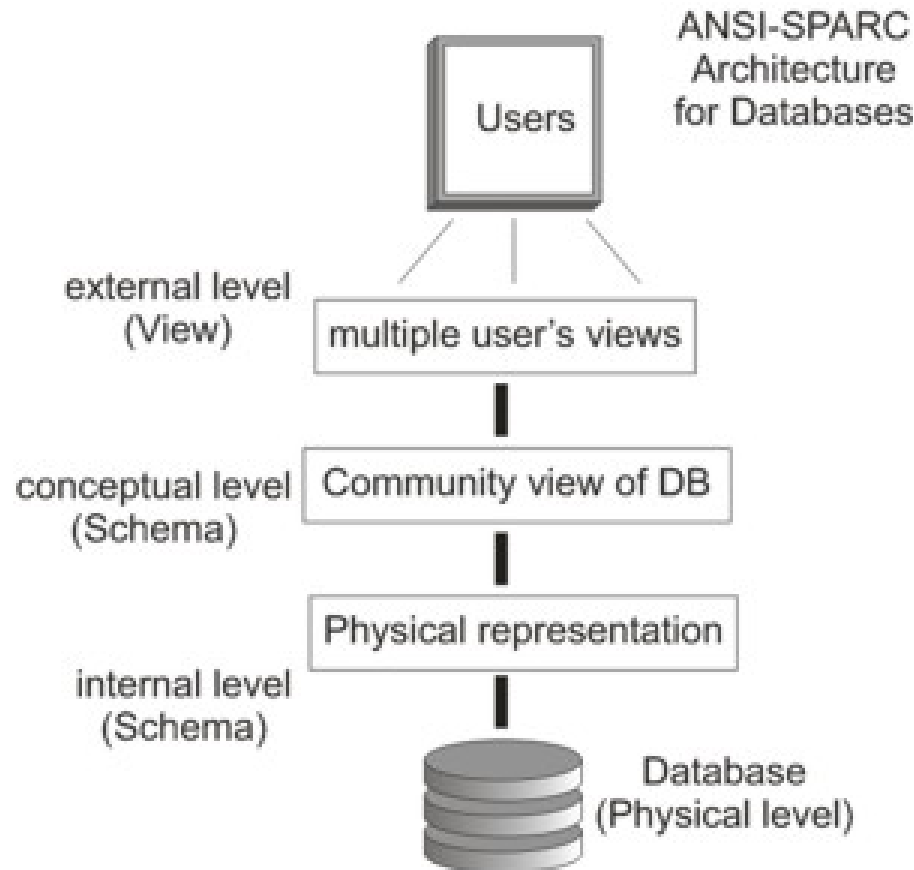 ANSI-SPARC
Architecture
for Databases
Users
external level
(View)
multiple user's views
conceptual level
(Schema)
Community view of DB
Physical representation
internal level
(Schema)
Database
(Physical level)